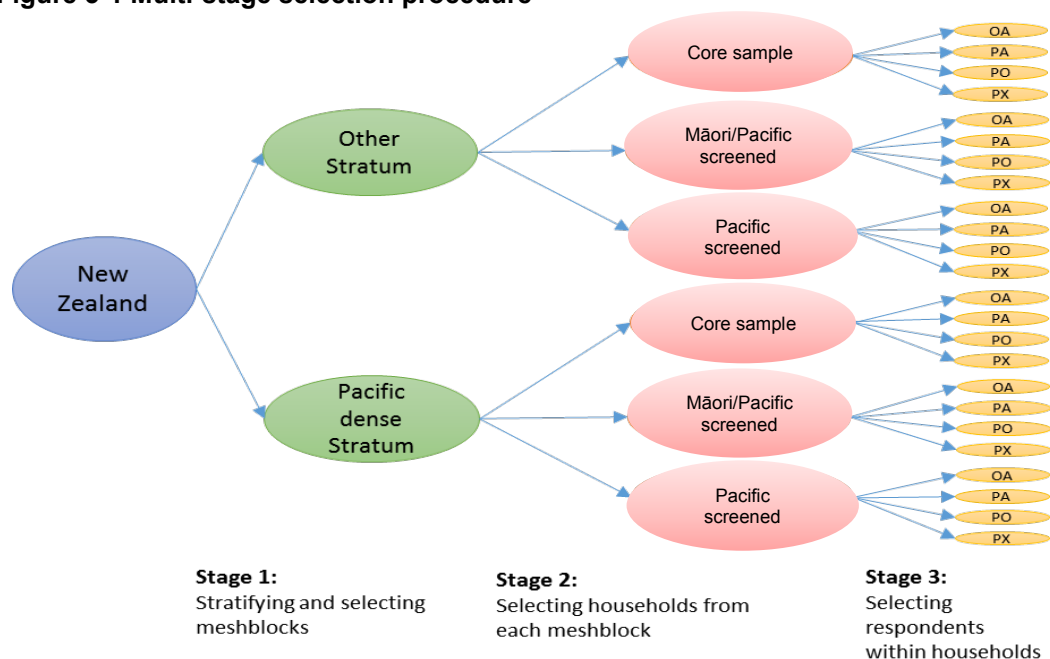 Figure 3-1 Multi-stage selection procedure
New
Zealand
Other
Stratum
Pacific
dense
Stratum
Core sample
Māori/Pacific
screened
Pacific
screened
Core sample
Māori/Pacific
screened
Pacific
screened
OA
PA
PO
PX
OA
PA
PO
PX
OA
PA
PO
PX
OA
PA
PO
PX
OA
PA
PO
PX
OA
PA
PO
PX
Stage 1:
Stratifying and selecting
meshblocks
Stage 2:
Selecting households from
each meshblock
Stage 3:
Selecting
respondents
within households